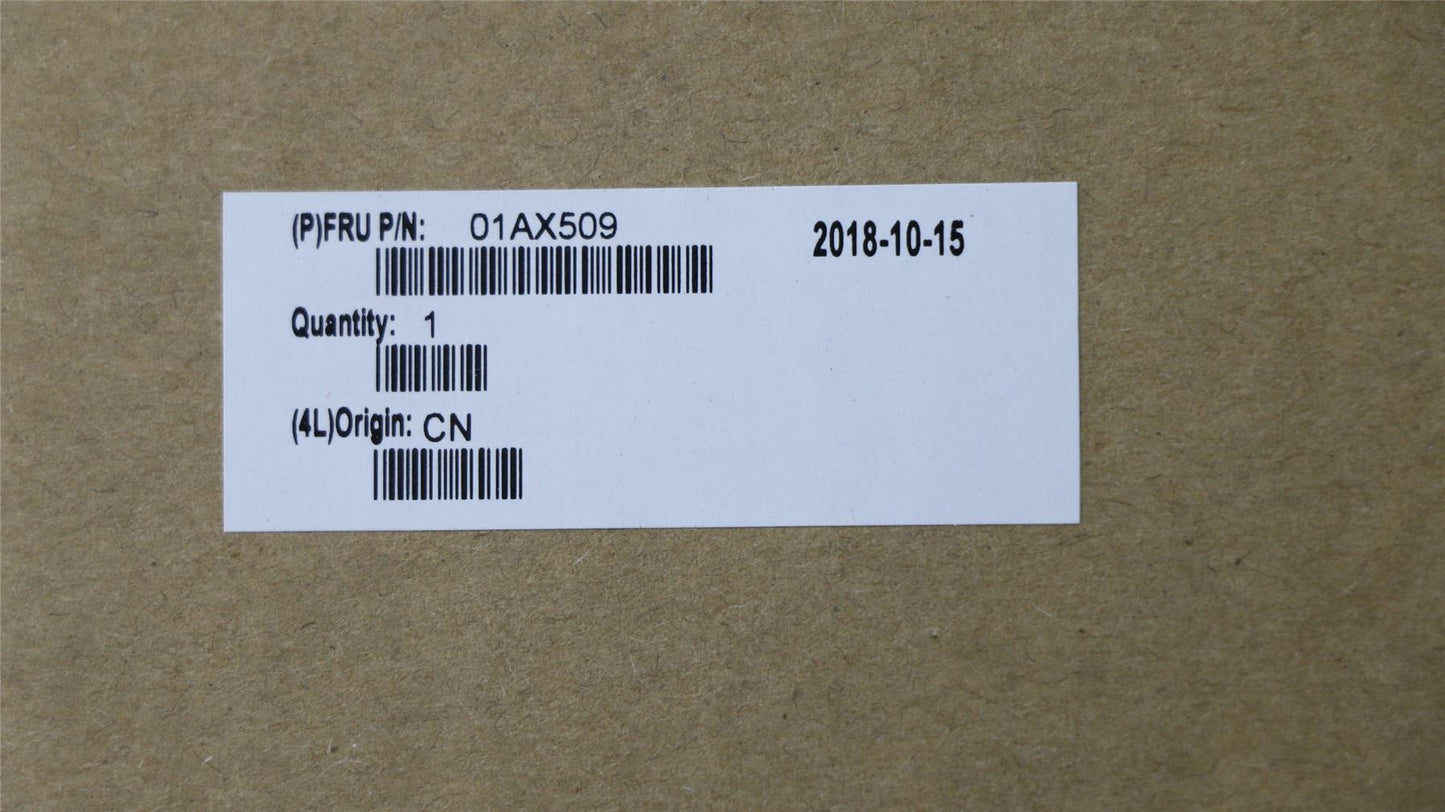 (P)FRU P/N: 01AX509
2018-10-15
Quantity: 1
(4L)Origin: CN